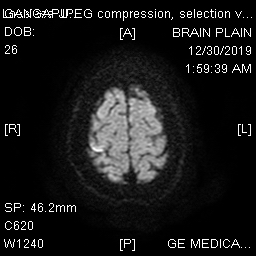 JPEG compression, selection v...
DOB:
26
[A]
BRAIN PLAIN
12/30/2019
1:59:39 AM
[R]
[L]
SP: 46.2mm
C620
W1240
[P]
GE MEDICA...